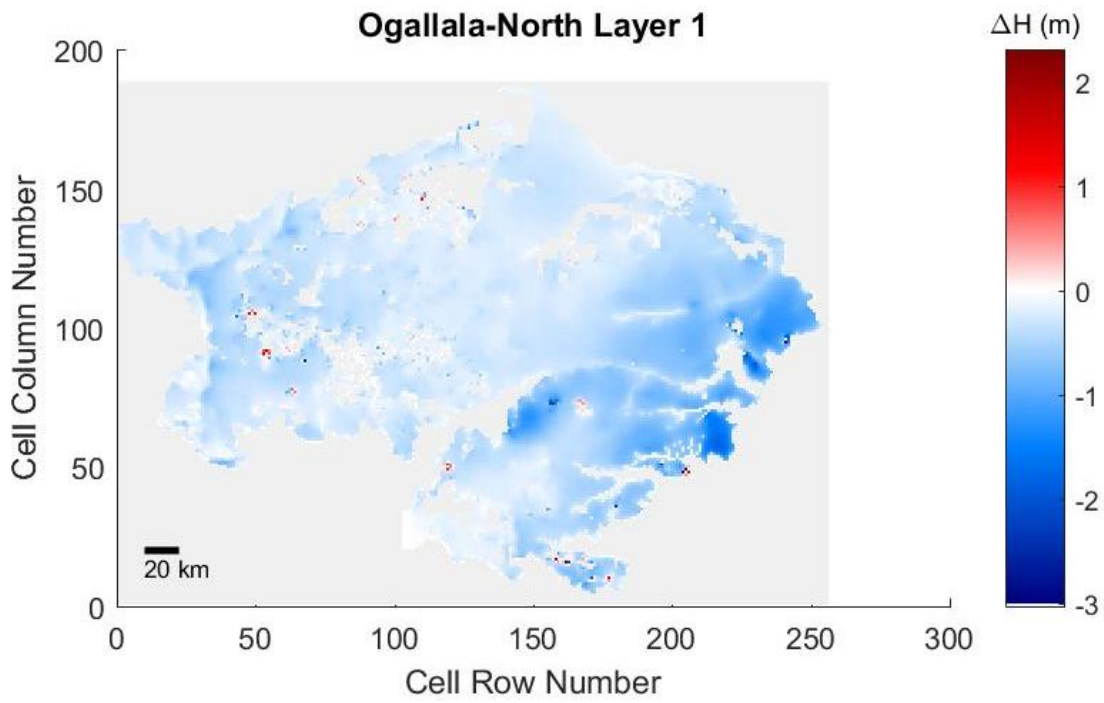 Ogallala-North Layer 1
ΔH (m)
200
150
100
50
0
0 50 100 150 200 250 300
Cell Column Number
Cell Row Number
20 km
2
1
0
-1
-2
-3